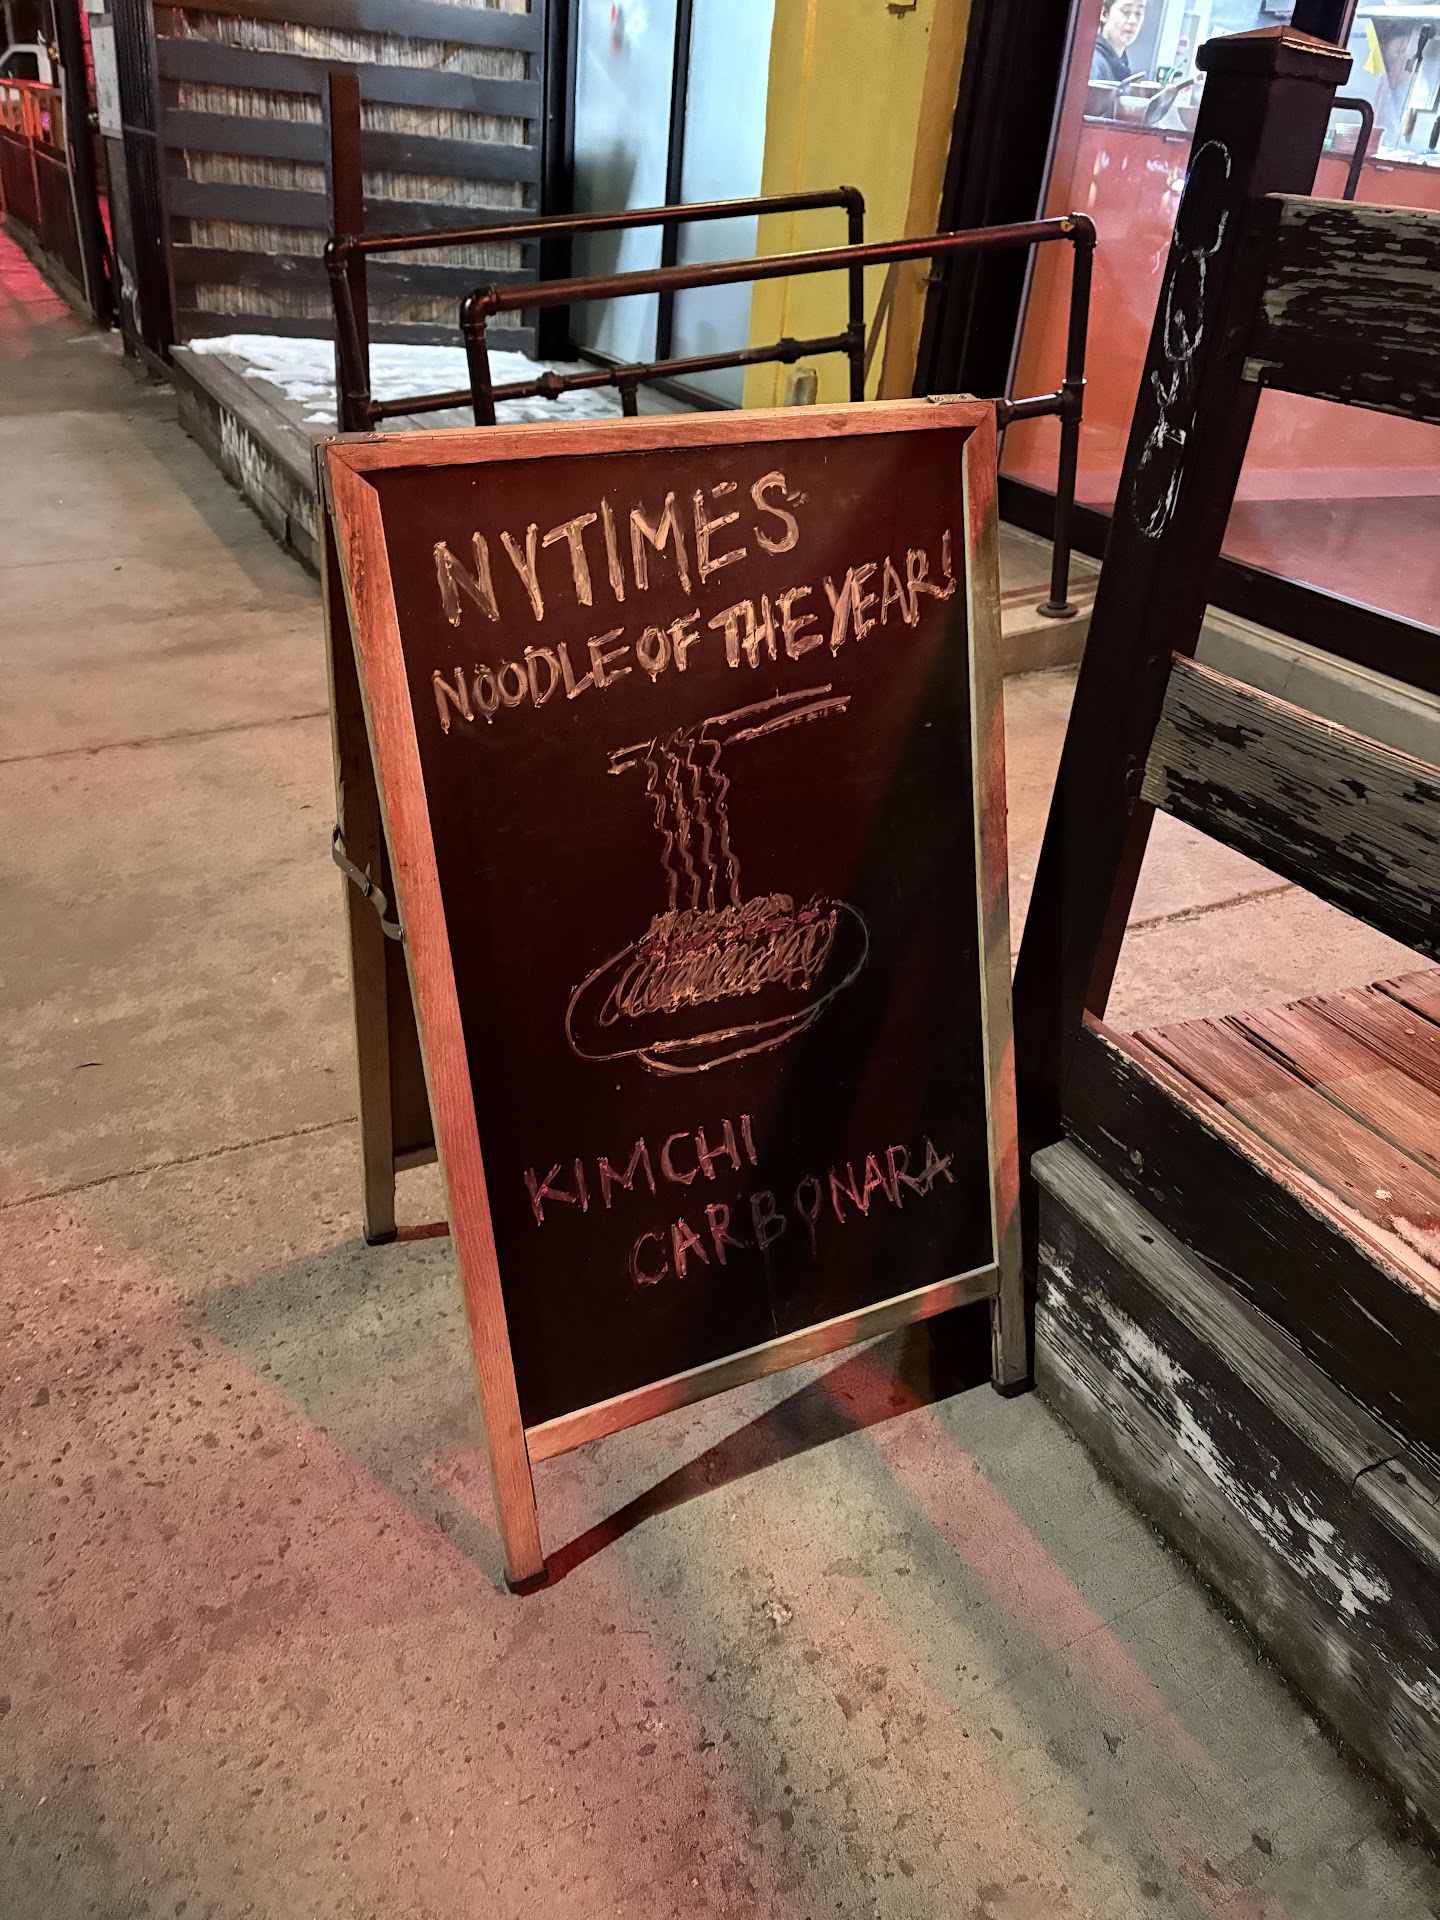 NYTIMES
NOODLE OF THE YEAR!
KIMCHI
CARBONARA